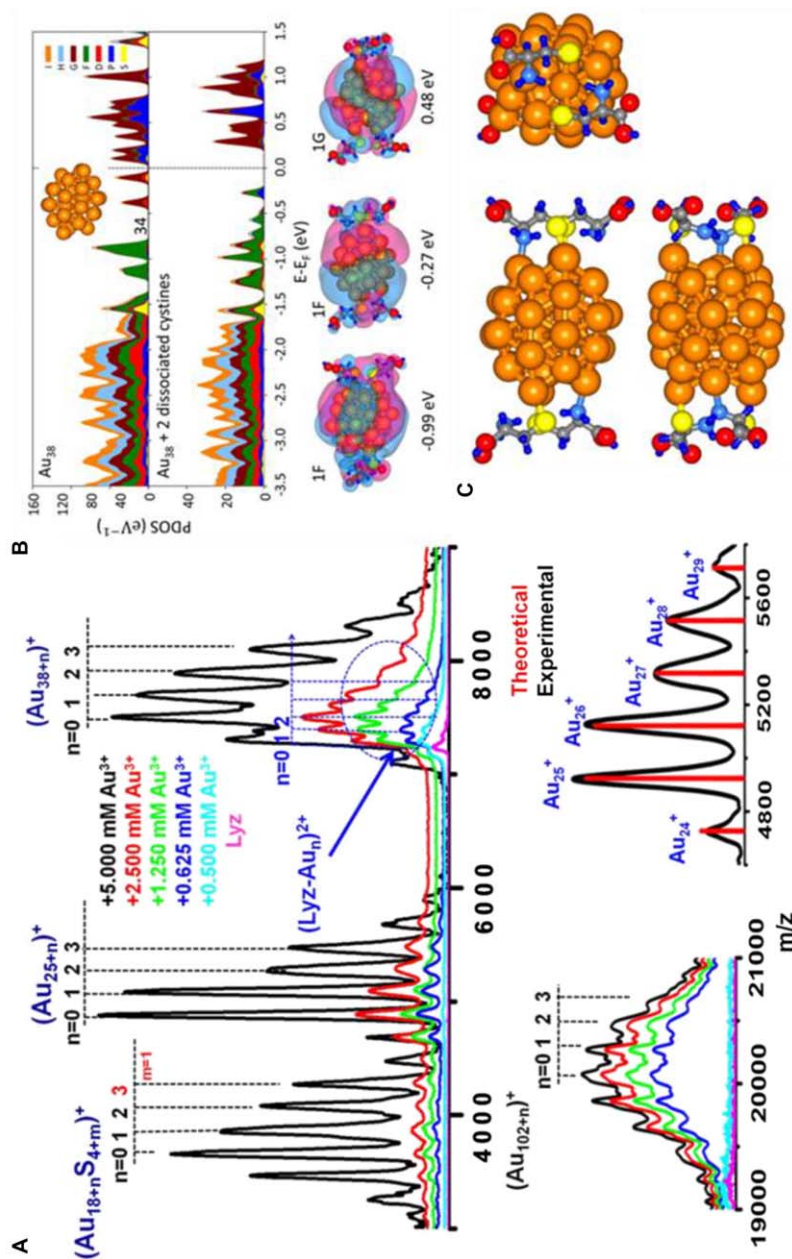 A
(Au18+nS4+m)+
n=0 1 2 3
m=1
(Au25+n)+
n=0 1 2 3
+5.000 mM Au3+
+2.500 mM Au3+
+1.250 mM Au3+
+0.625 mM Au3+
+0.500 mM Au3+
Lyz
(Au38+n)+
n=0 1 2 3
n=0 1 2
(Lyz-Aun)2+
4000 6000 8000
(Au102+n)+
n=0 1 2 3
19000 20000 21000
m/z
Theoretical
Experimental
Au24+
Au25+
Au26+
Au27+
Au28+
Au29+
4800 5200 5600
B
PDOS (eV−1)
160
120
80
40
0
Au38
34
I
H
G
F
D
P
S
Au38 + 2 dissociated cystines
40
20
0
-3.5 -3.0 -2.5 -2.0 -1.5 -1.0 -0.5 0.0 0.5 1.0 1.5
E-EF (eV)
1F 1F 1G
-0.99 eV -0.27 eV 0.48 eV
C